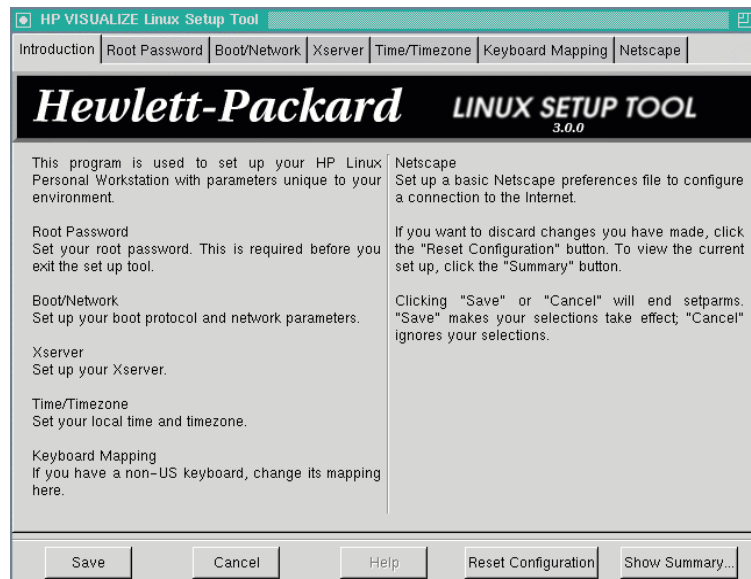 HP VISUALIZE Linux Setup Tool
Introduction Root Password Boot/Network Xserver Time/Timezone Keyboard Mapping Netscape
Hewlett-Packard LINUX SETUP TOOL
3.0.0
This program is used to set up your HP Linux
Personal Workstation with parameters unique to your
environment.
Root Password
Set your root password. This is required before you
exit the set up tool.
Boot/Network
Set up your boot protocol and network parameters.
Xserver
Set up your Xserver.
Time/Timezone
Set your local time and timezone.
Keyboard Mapping
If you have a non-US keyboard, change its mapping
here.
Netscape
Set up a basic Netscape preferences file to configure
a connection to the Internet.
If you want to discard changes you have made, click
the "Reset Configuration" button. To view the current
set up, click the "Summary" button.
Clicking "Save" or "Cancel" will end setparms.
"Save" makes your selections take effect; "Cancel"
ignores your selections.
Save Cancel Help Reset Configuration Show Summary...